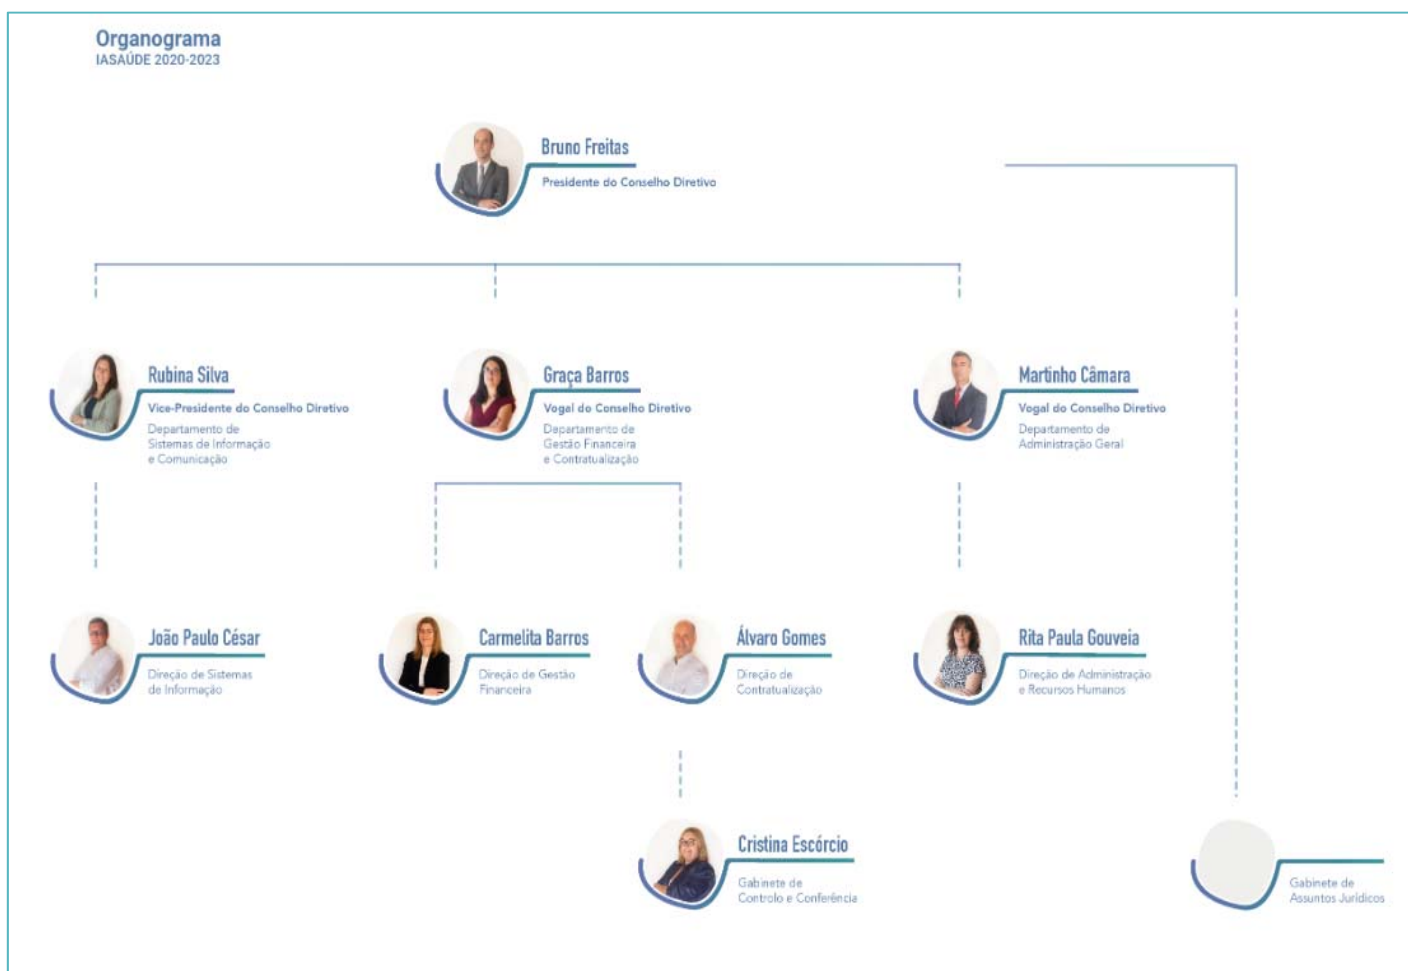 Organograma
IASAÚDE 2020-2023
Bruno Freitas
Presidente do Conselho Diretivo
Rubina Silva
Vice-Presidente do Conselho Diretivo
Departamento de
Sistemas de Informação
e Comunicação
Graça Barros
Vogal do Conselho Diretivo
Departamento de
Gestão Financeira
e Contratualização
Martinho Câmara
Vogal do Conselho Diretivo
Departamento de
Administração Geral
João Paulo César
Direção de Sistemas
de Informação
Carmelita Barros
Direção de Gestão
Financeira
Álvaro Gomes
Direção de
Contratualização
Rita Paula Gouveia
Direção de Administração
e Recursos Humanos
Cristina Escórcio
Gabinete de
Controlo e Conferência
Gabinete de
Assuntos Jurídicos